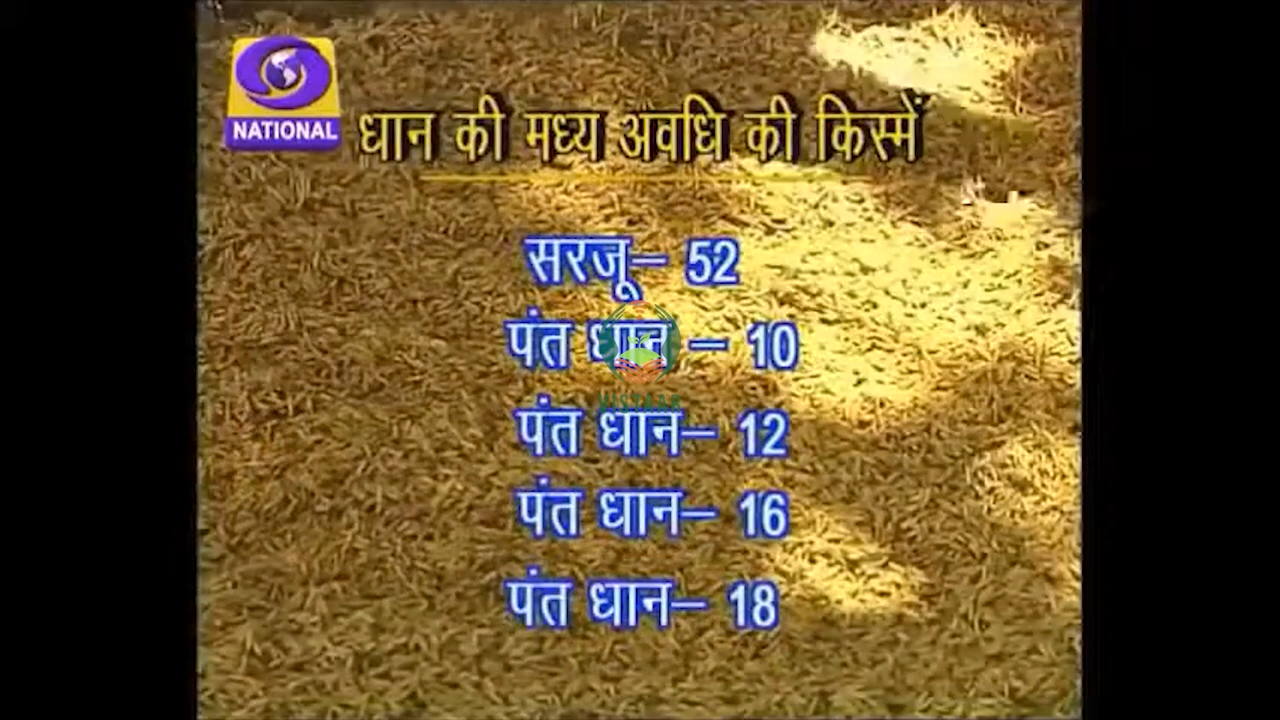 NATIONAL
धान की मध्य अवधि की किस्में
सरजू– 52
पंत धान – 10
पंत धान– 12
पंत धान– 16
पंत धान– 18